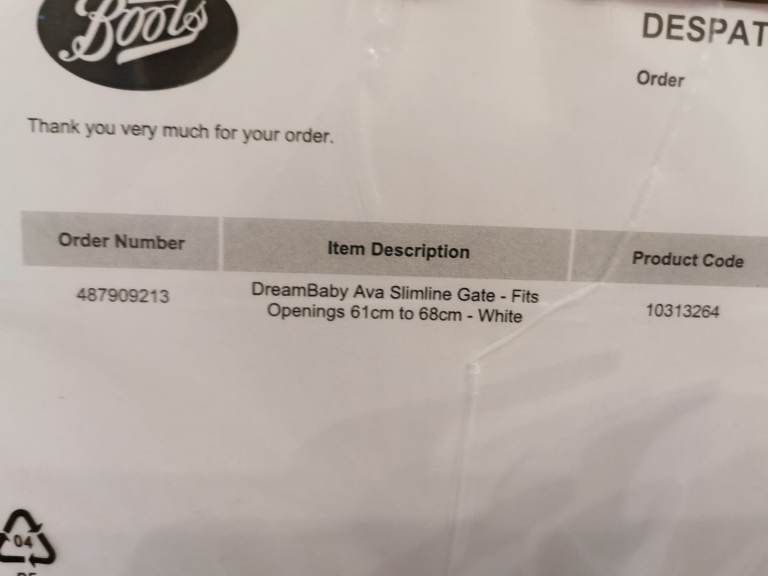 Boots
DESPAT
Order
Thank you very much for your order.
Order Number
Item Description
Product Code
487909213
DreamBaby Ava Slimline Gate - Fits
Openings 61cm to 68cm - White
10313264
04